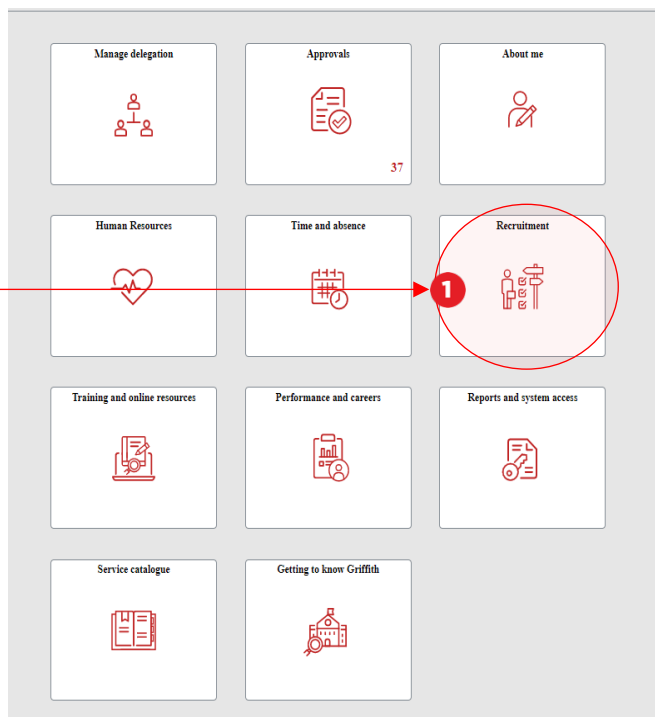 Manage delegation
Approvals
About me
37
Human Resources
Time and absence
Recruitment
1
Training and online resources
Performance and careers
Reports and system access
Service catalogue
Getting to know Griffith